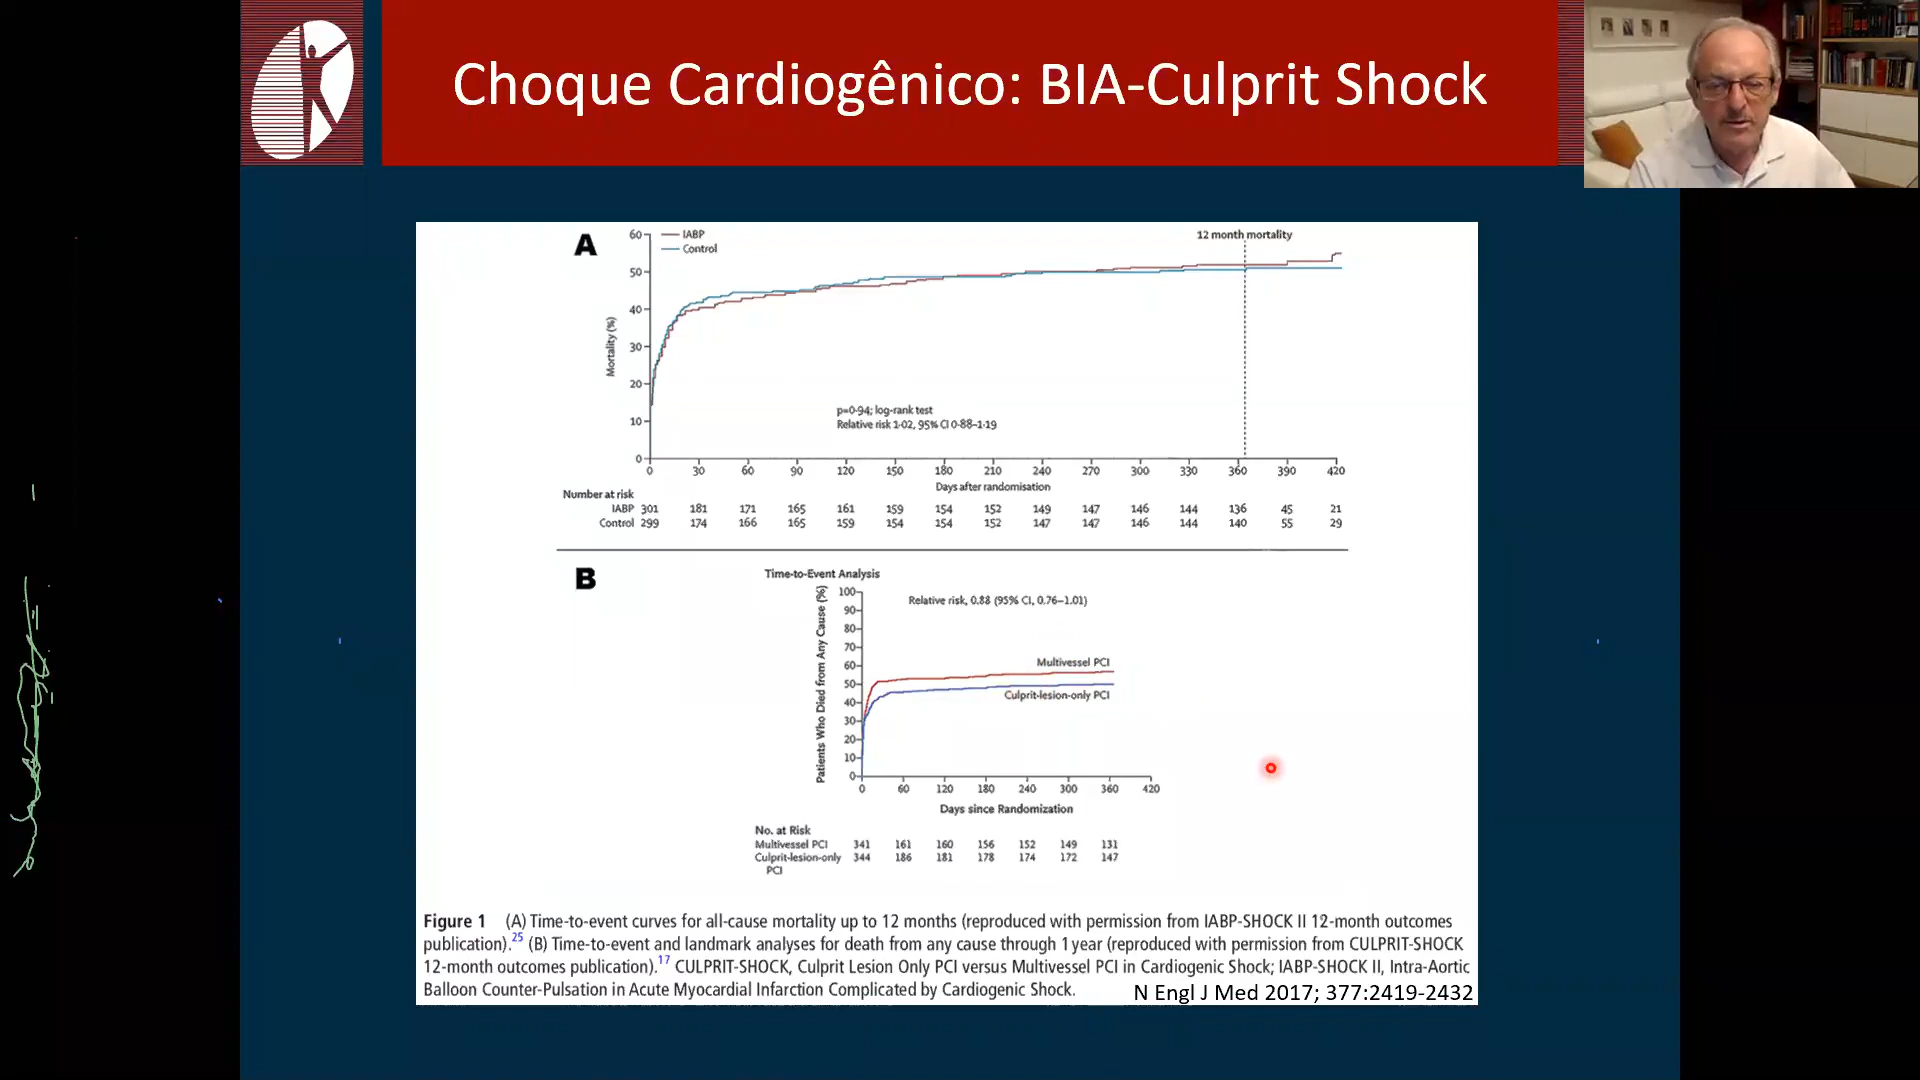 Choque Cardiogênico: BIA-Culprit Shock
A
IABP
Control
12 month mortality
60
50
40
30
20
10
0
Mortality (%)
p=0·94; log-rank test
Relative risk 1·02, 95% CI 0·88–1·19
0 30 60 90 120 150 180 210 240 270 300 330 360 390 420
Days after randomisation
Number at risk
IABP 301 181 171 165 161 159 154 152 149 147 146 144 136 45 21
Control 299 174 166 165 159 154 154 152 147 147 146 144 140 55 29
B
Time-to-Event Analysis
Relative risk, 0.88 (95% CI, 0.76–1.01)
Patients Who Died from Any Cause (%)
100
90
80
70
60
50
40
30
20
10
0
Multivessel PCI
Culprit-lesion-only PCI
0 60 120 180 240 300 360 420
Days since Randomization
No. at Risk
Multivessel PCI 341 161 160 156 152 149 131
Culprit-lesion-only 344 186 181 178 174 172 147
PCI
Figure 1 (A) Time-to-event curves for all-cause mortality up to 12 months (reproduced with permission from IABP-SHOCK II 12-month outcomes
publication).25 (B) Time-to-event and landmark analyses for death from any cause through 1 year (reproduced with permission from CULPRIT-SHOCK
12-month outcomes publication).17 CULPRIT-SHOCK, Culprit Lesion Only PCI versus Multivessel PCI in Cardiogenic Shock; IABP-SHOCK II, Intra-Aortic
Balloon Counter-Pulsation in Acute Myocardial Infarction Complicated by Cardiogenic Shock.
N Engl J Med 2017; 377:2419-2432